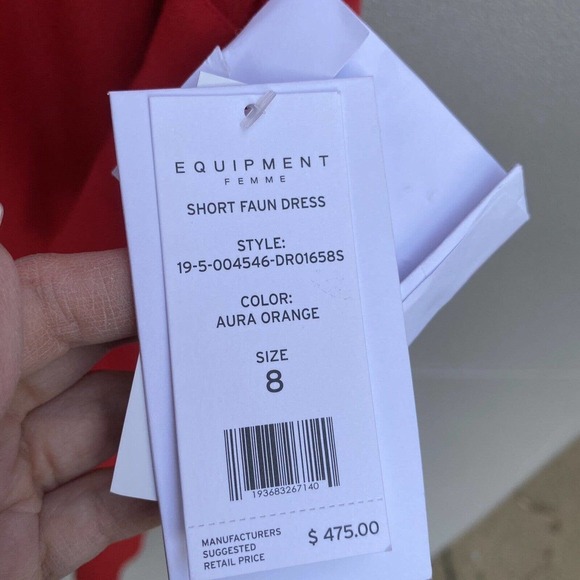 EQUIPMENT
FEMME
SHORT FAUN DRESS
STYLE:
19-5-004546-DR01658S
COLOR:
AURA ORANGE
SIZE
8
193683267140
MANUFACTURERS
SUGGESTED
RETAIL PRICE
$ 475.00